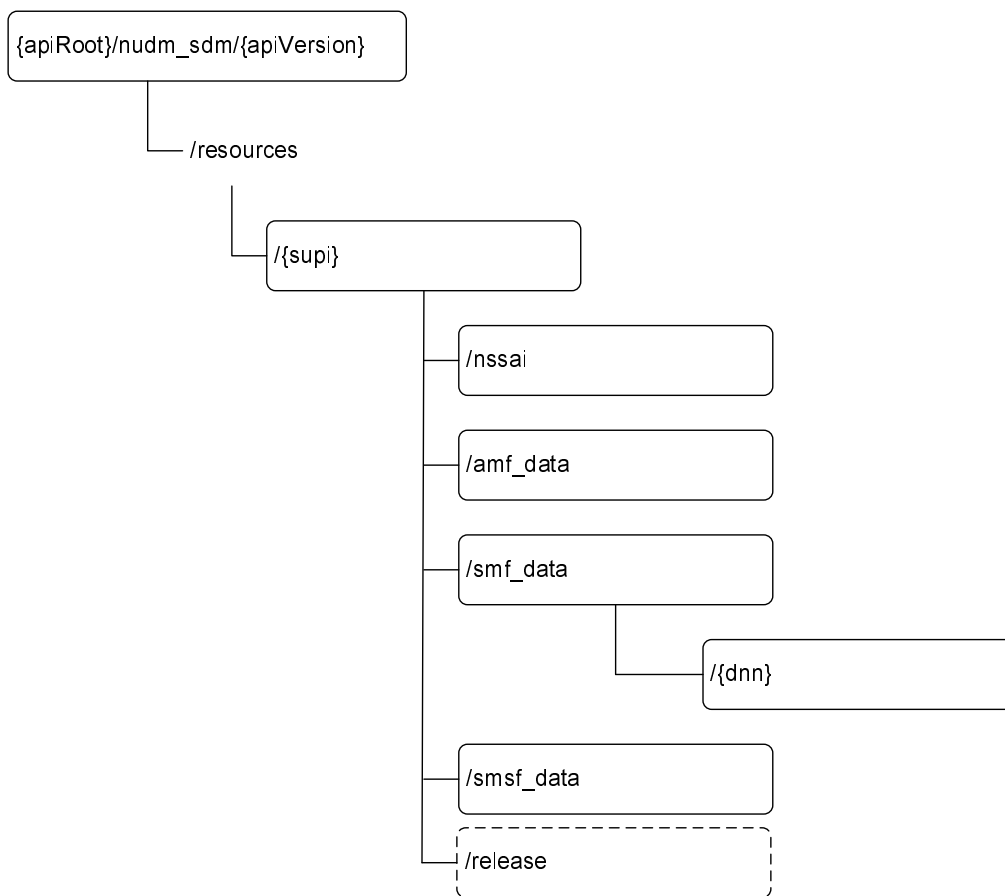 {apiRoot}/nudm_sdm/{apiVersion}
/resources
/{supi}
/nssai
/amf_data
/smf_data
/{dnn}
/smsf_data
/release